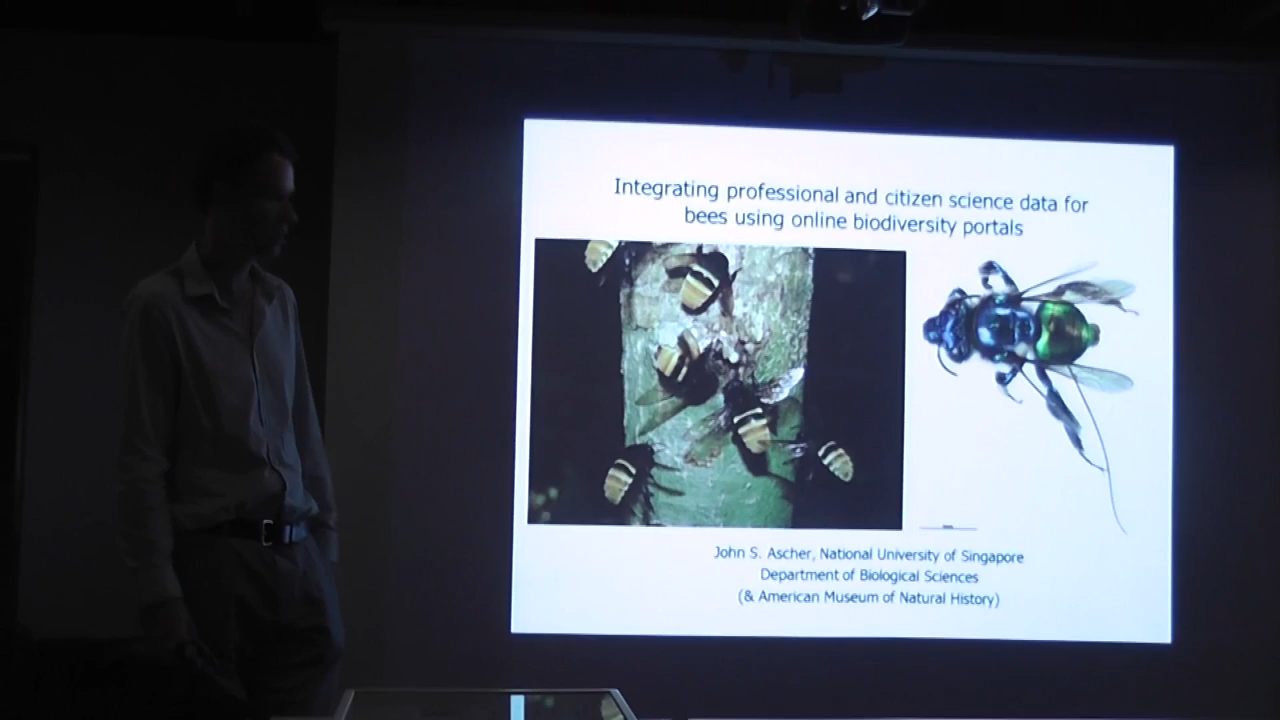 Integrating professional and citizen science data for
bees using online biodiversity portals
John S. Ascher, National University of Singapore
Department of Biological Sciences
(& American Museum of Natural History)